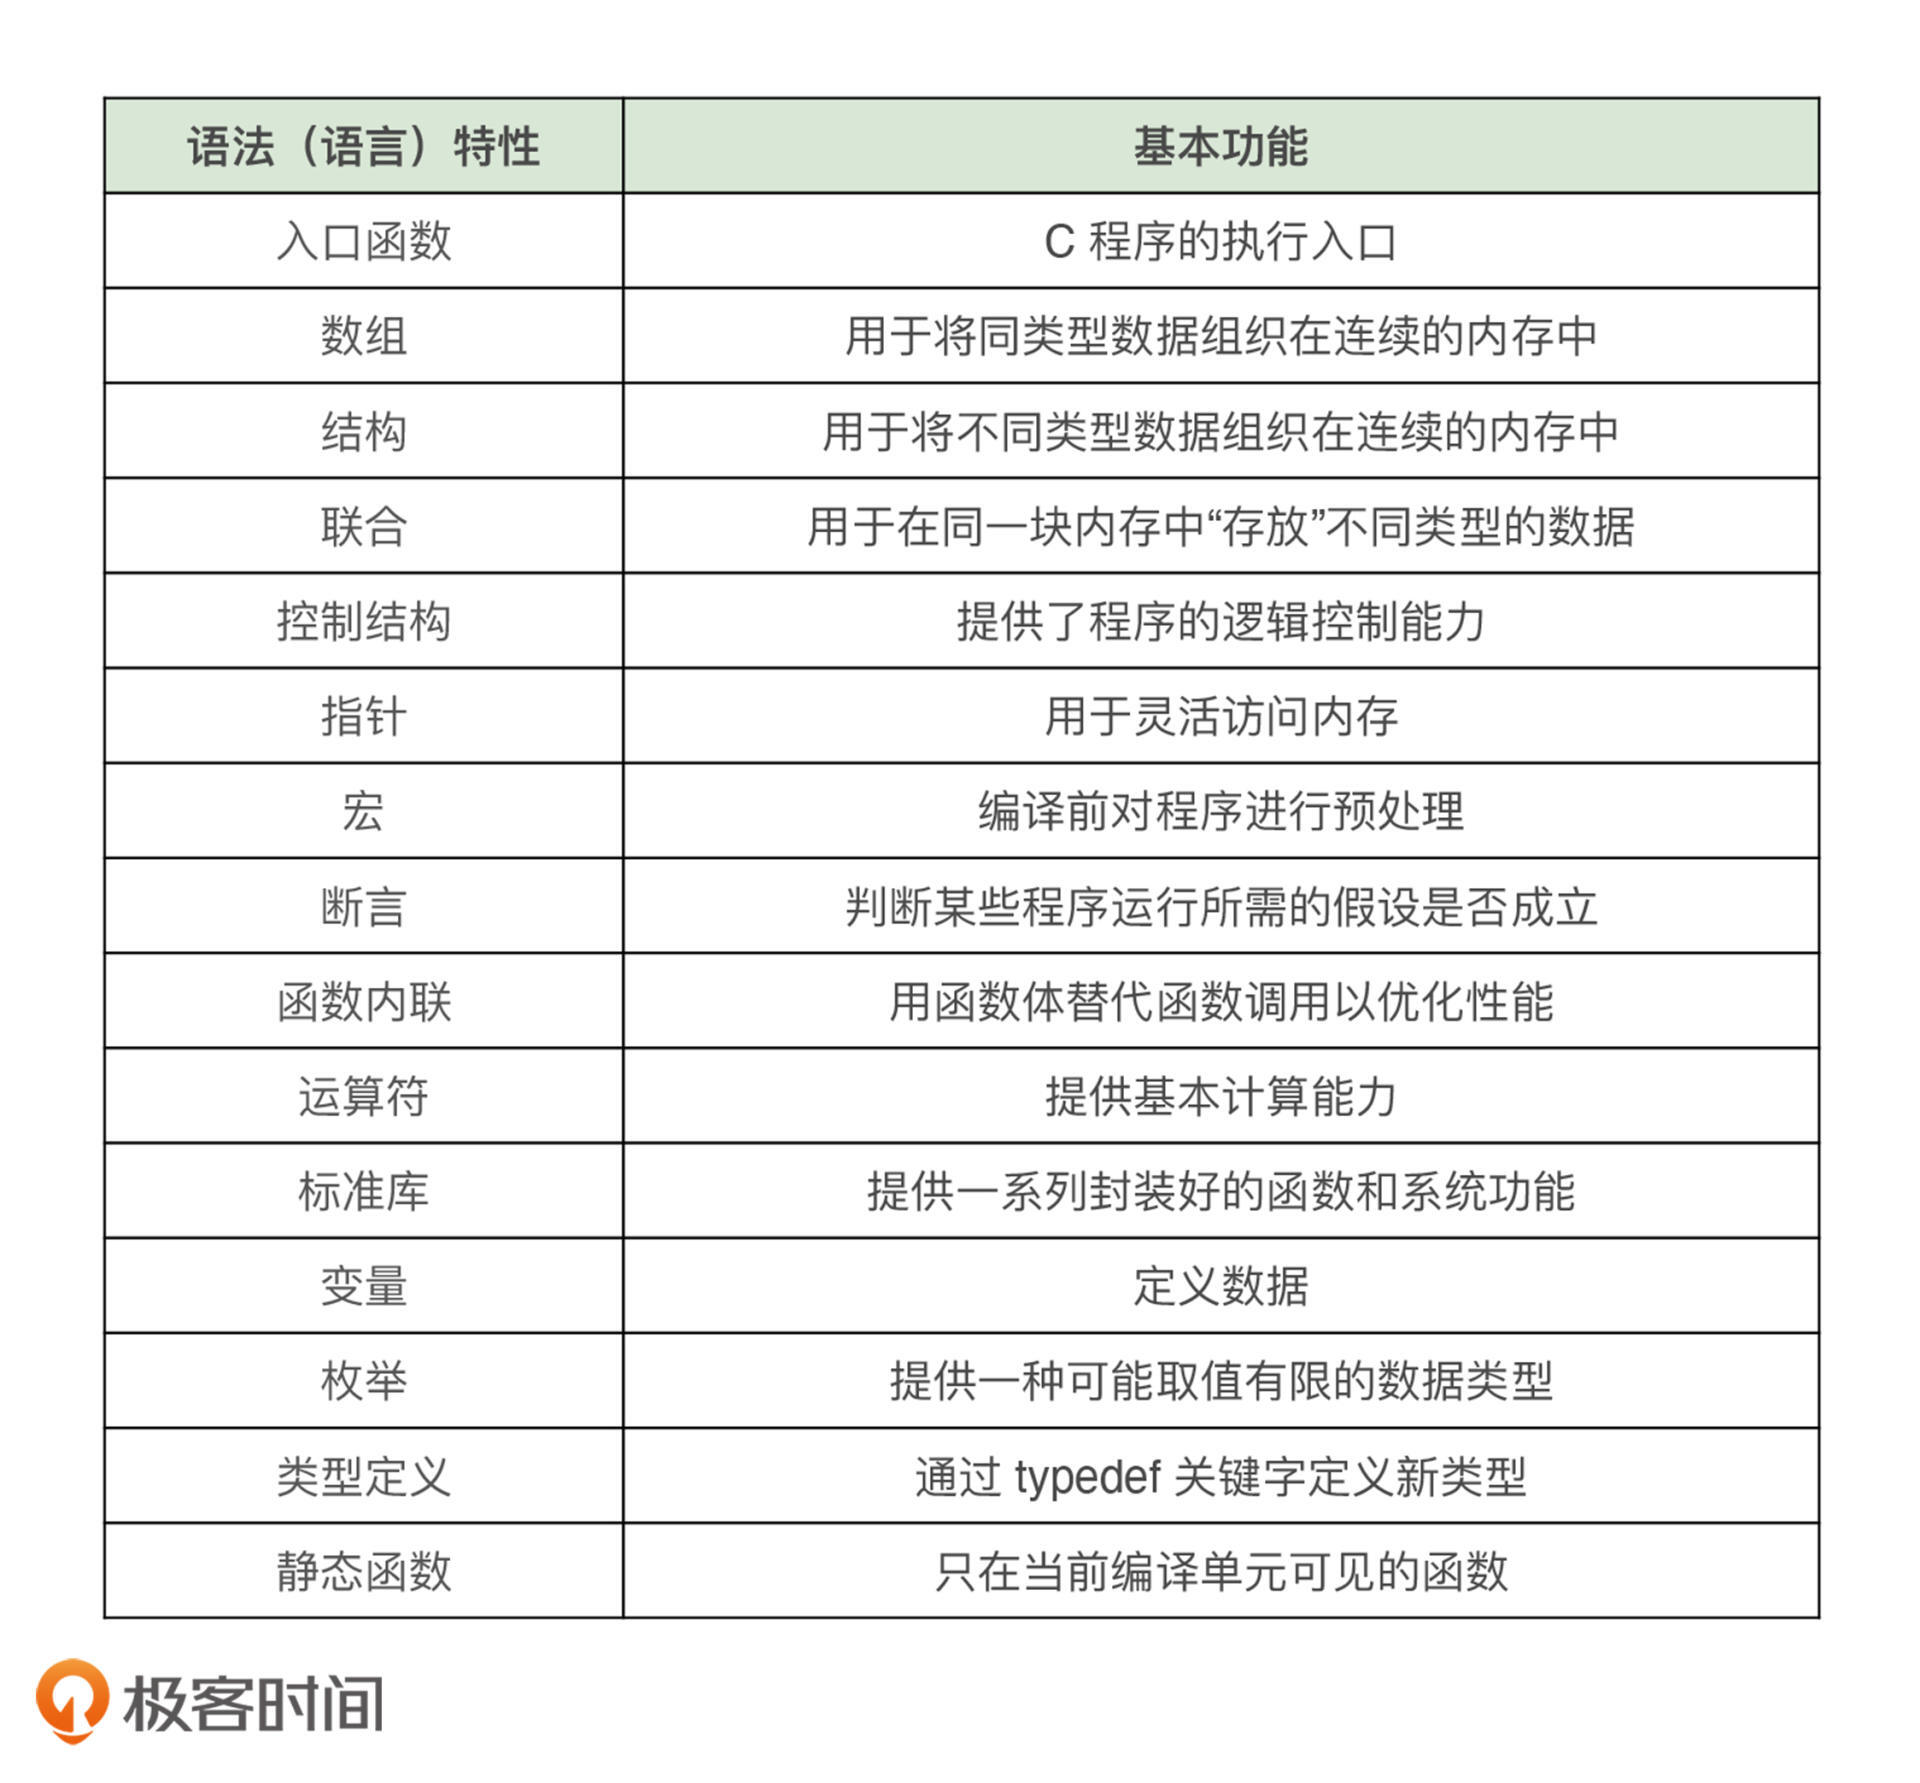 语法（语言）特性 基本功能
入口函数 C 程序的执行入口
数组 用于将同类型数据组织在连续的内存中
结构 用于将不同类型数据组织在连续的内存中
联合 用于在同一块内存中“存放”不同类型的数据
控制结构 提供了程序的逻辑控制能力
指针 用于灵活访问内存
宏 编译前对程序进行预处理
断言 判断某些程序运行所需的假设是否成立
函数内联 用函数体替代函数调用以优化性能
运算符 提供基本计算能力
标准库 提供一系列封装好的函数和系统功能
变量 定义数据
枚举 提供一种可能取值有限的数据类型
类型定义 通过 typedef 关键字定义新类型
静态函数 只在当前编译单元可见的函数
极客时间